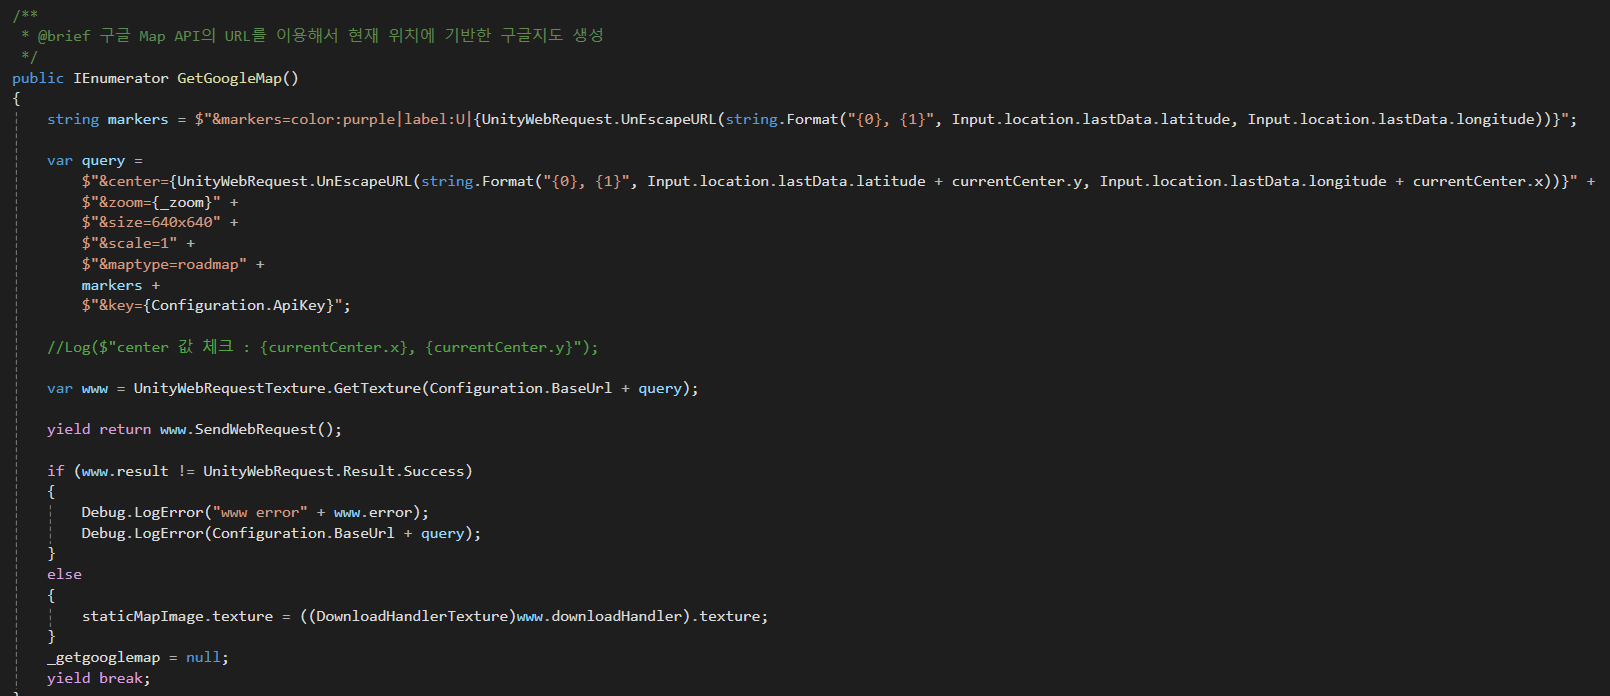 /**
 * @brief 구글 Map API의 URL를 이용해서 현재 위치에 기반한 구글지도 생성
 */
public IEnumerator GetGoogleMap()
{
    string markers = $"&markers=color:purple|label:U|{UnityWebRequest.UnEscapeURL(string.Format("{0}, {1}", Input.location.lastData.latitude, Input.location.lastData.longitude))}";

    var query =
        $"&center={UnityWebRequest.UnEscapeURL(string.Format("{0}, {1}", Input.location.lastData.latitude + currentCenter.y, Input.location.lastData.longitude + currentCenter.x))}" +
        $"&zoom={_zoom}" +
        $"&size=640x640" +
        $"&scale=1" +
        $"&maptype=roadmap" +
        markers +
        $"&key={Configuration.ApiKey}";

    //Log($"center 값 체크 : {currentCenter.x}, {currentCenter.y}");

    var www = UnityWebRequestTexture.GetTexture(Configuration.BaseUrl + query);

    yield return www.SendWebRequest();

    if (www.result != UnityWebRequest.Result.Success)
    {
        Debug.LogError("www error" + www.error);
        Debug.LogError(Configuration.BaseUrl + query);
    }
    else
    {
        staticMapImage.texture = ((DownloadHandlerTexture)www.downloadHandler).texture;
    }
    _getgooglemap = null;
    yield break;